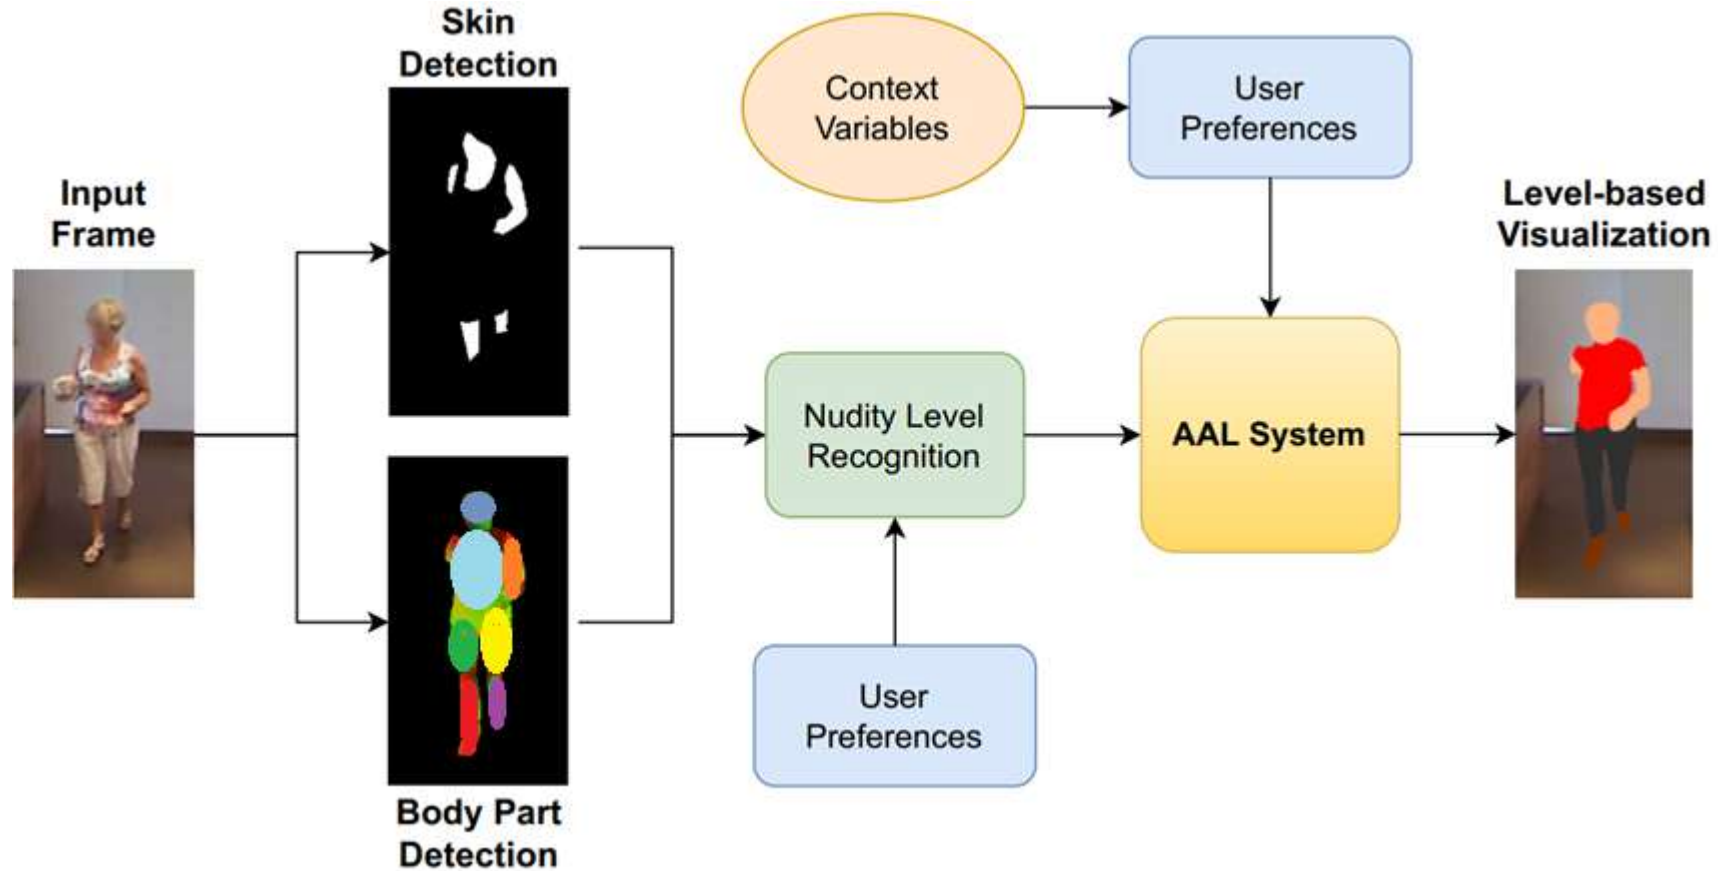 Skin
Detection
Context
Variables
User
Preferences
Input
Frame
Level-based
Visualization
Nudity Level
Recognition
AAL System
User
Preferences
Body Part
Detection